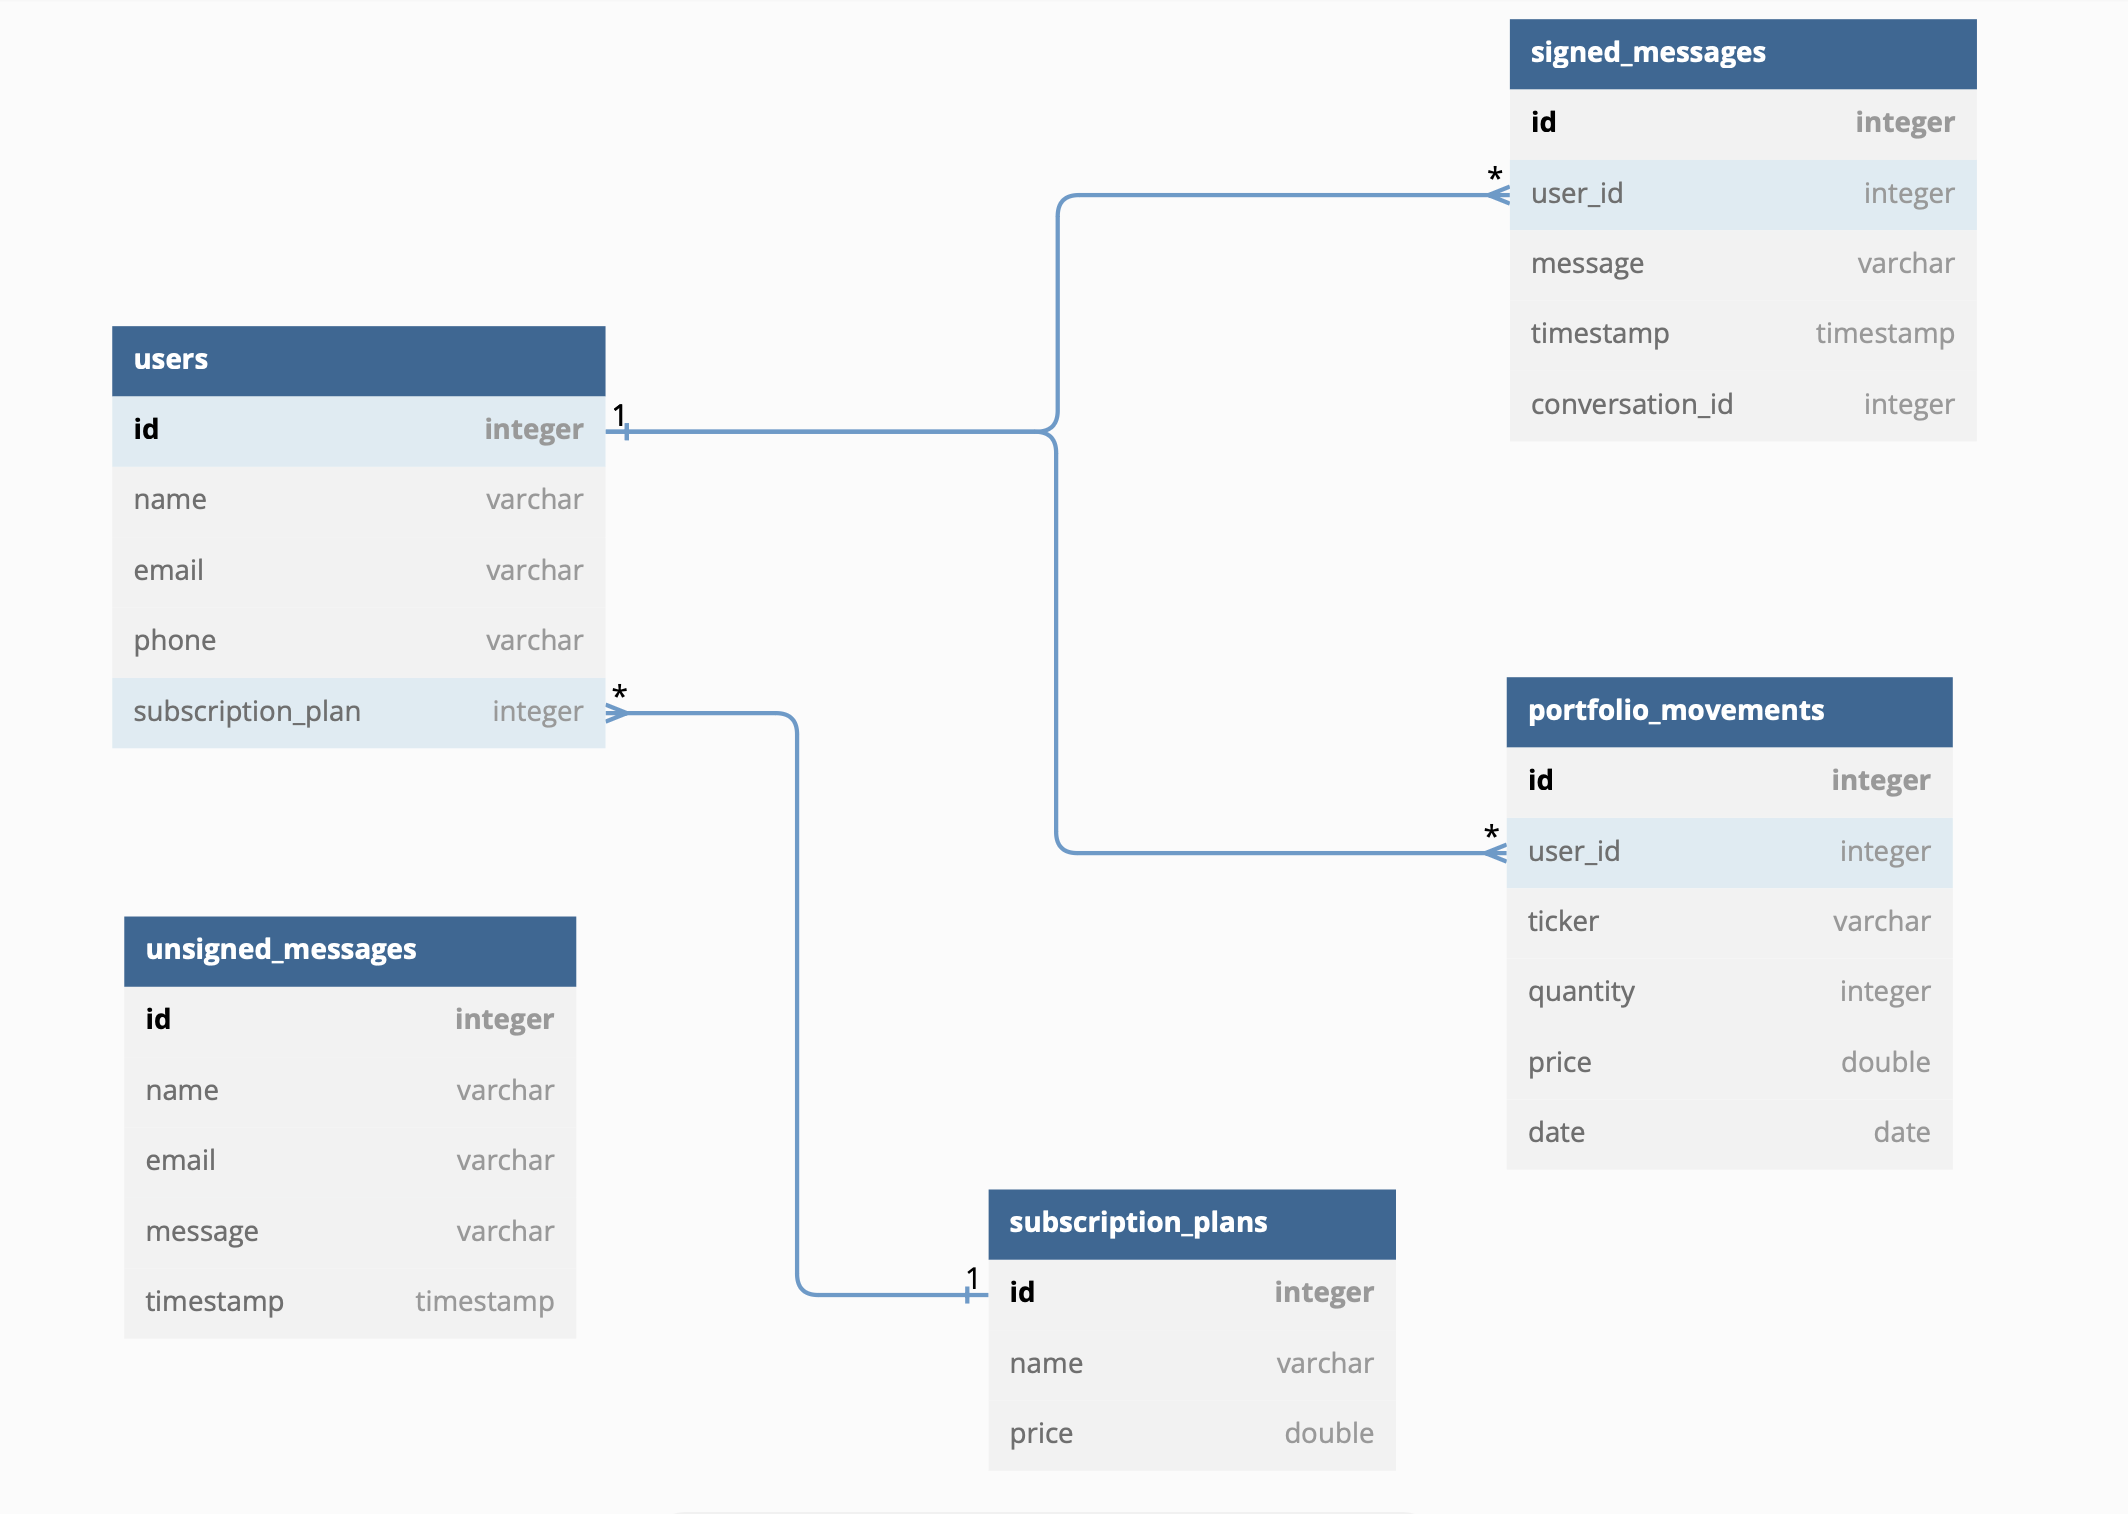 signed_messages
id integer
* user_id integer
message varchar
timestamp timestamp
conversation_id integer
users
id integer 1
name varchar
email varchar
phone varchar
subscription_plan integer *
portfolio_movements
id integer
* user_id integer
ticker varchar
quantity integer
price double
date date
unsigned_messages
id integer
name varchar
email varchar
message varchar
timestamp timestamp
subscription_plans
1 id integer
name varchar
price double